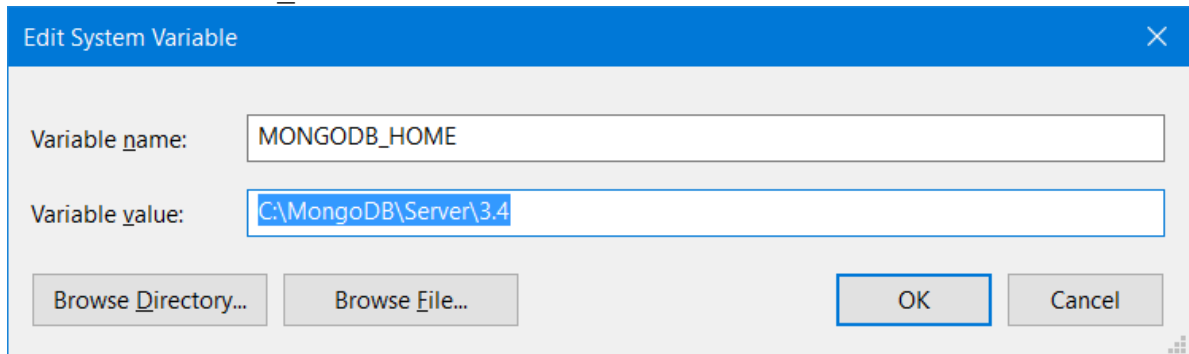 Edit System Variable
Variable name: MONGODB_HOME
Variable value: C:\MongoDB\Server\3.4
Browse Directory... Browse File... OK Cancel